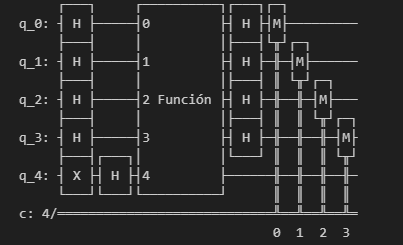 q_0: H 0 H M
q_1: H 1 H M
q_2: H 2 Función H M
q_3: H 3 H M
q_4: X H 4
c: 4/
0 1 2 3